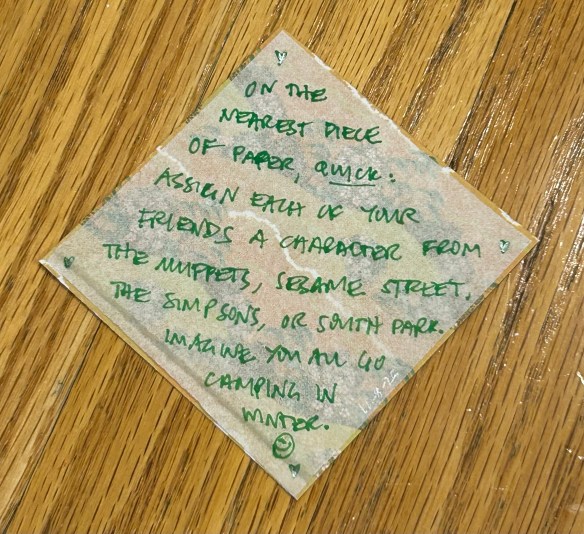 ON THE
NEAREST PIECE
OF PAPER, QUICK:
ASSIGN EACH OF YOUR
FRIENDS A CHARACTER FROM
THE MUPPETS, SESAME STREET,
THE SIMPSONS, OR SOUTH PARK.
IMAGINE YOU ALL GO
CAMPING IN
WINTER.